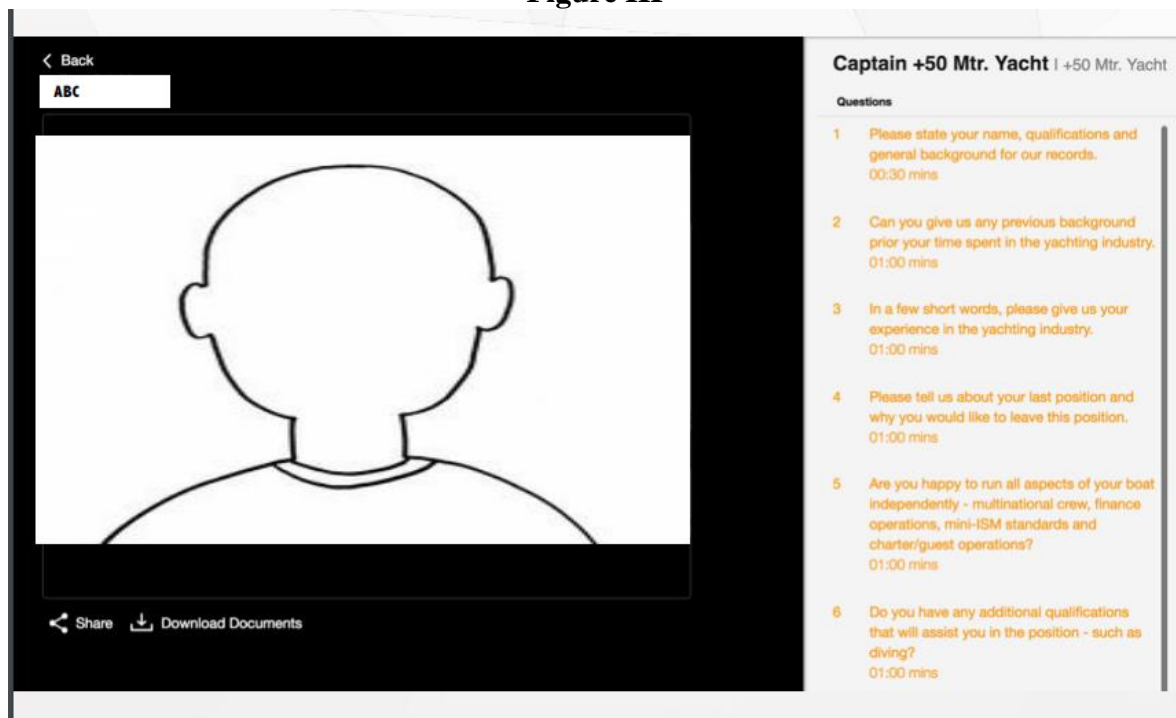 Figure III
Back
ABC
Share
Download Documents
Captain +50 Mtr. Yacht | +50 Mtr. Yacht
Questions
1 Please state your name, qualifications and
general background for our records.
00:30 mins
2 Can you give us any previous background
prior your time spent in the yachting industry.
01:00 mins
3 In a few short words, please give us your
experience in the yachting industry.
01:00 mins
4 Please tell us about your last position and
why you would like to leave this position.
01:00 mins
5 Are you happy to run all aspects of your boat
independently - multinational crew, finance
operations, mini-ISM standards and
charter/guest operations?
01:00 mins
6 Do you have any additional qualifications
that will assist you in the position - such as
diving?
01:00 mins